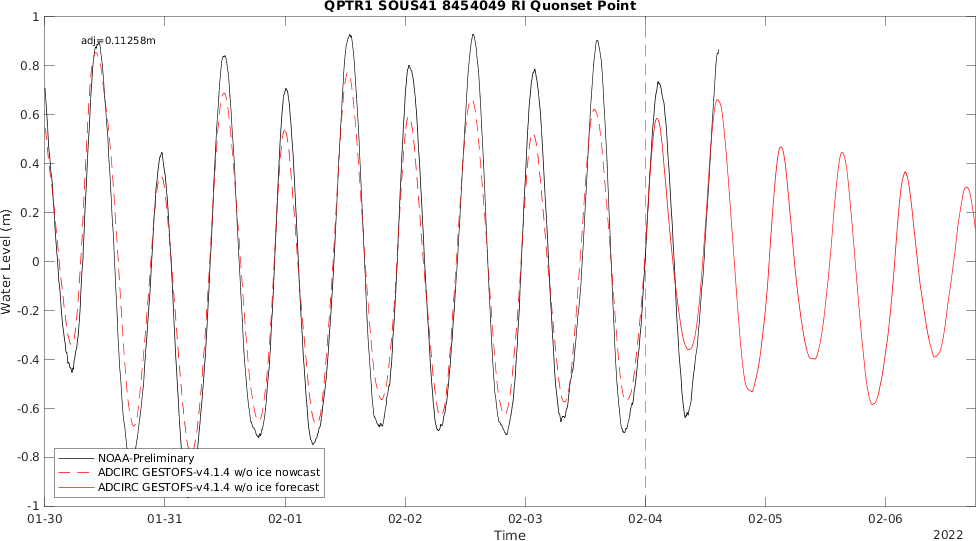 QPTR1 SOUS41 8454049 RI Quonset Point
adj=0.11258m
1
0.8
0.6
0.4
0.2
0
-0.2
-0.4
-0.6
-0.8
-1
Water Level (m)
NOAA-Preliminary
ADCIRC GESTOFS-v4.1.4 w/o ice nowcast
ADCIRC GESTOFS-v4.1.4 w/o ice forecast
01-30 01-31 02-01 02-02 02-03 02-04 02-05 02-06
Time
2022